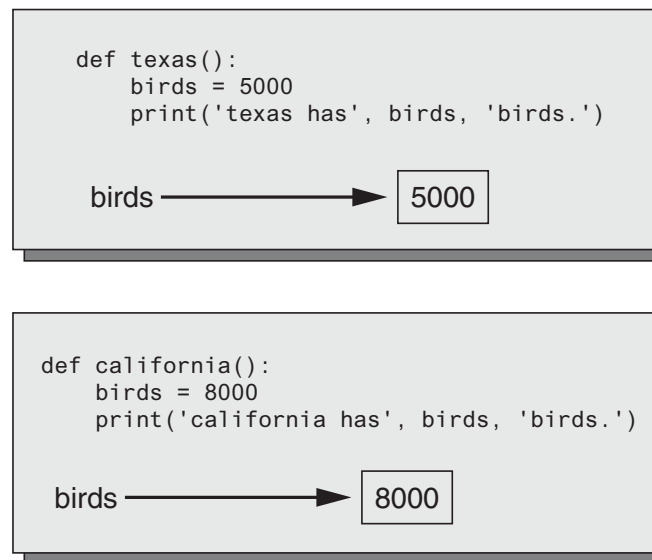 def texas():
    birds = 5000
    print('texas has', birds, 'birds.')
birds 5000
def california():
    birds = 8000
    print('california has', birds, 'birds.')
birds 8000